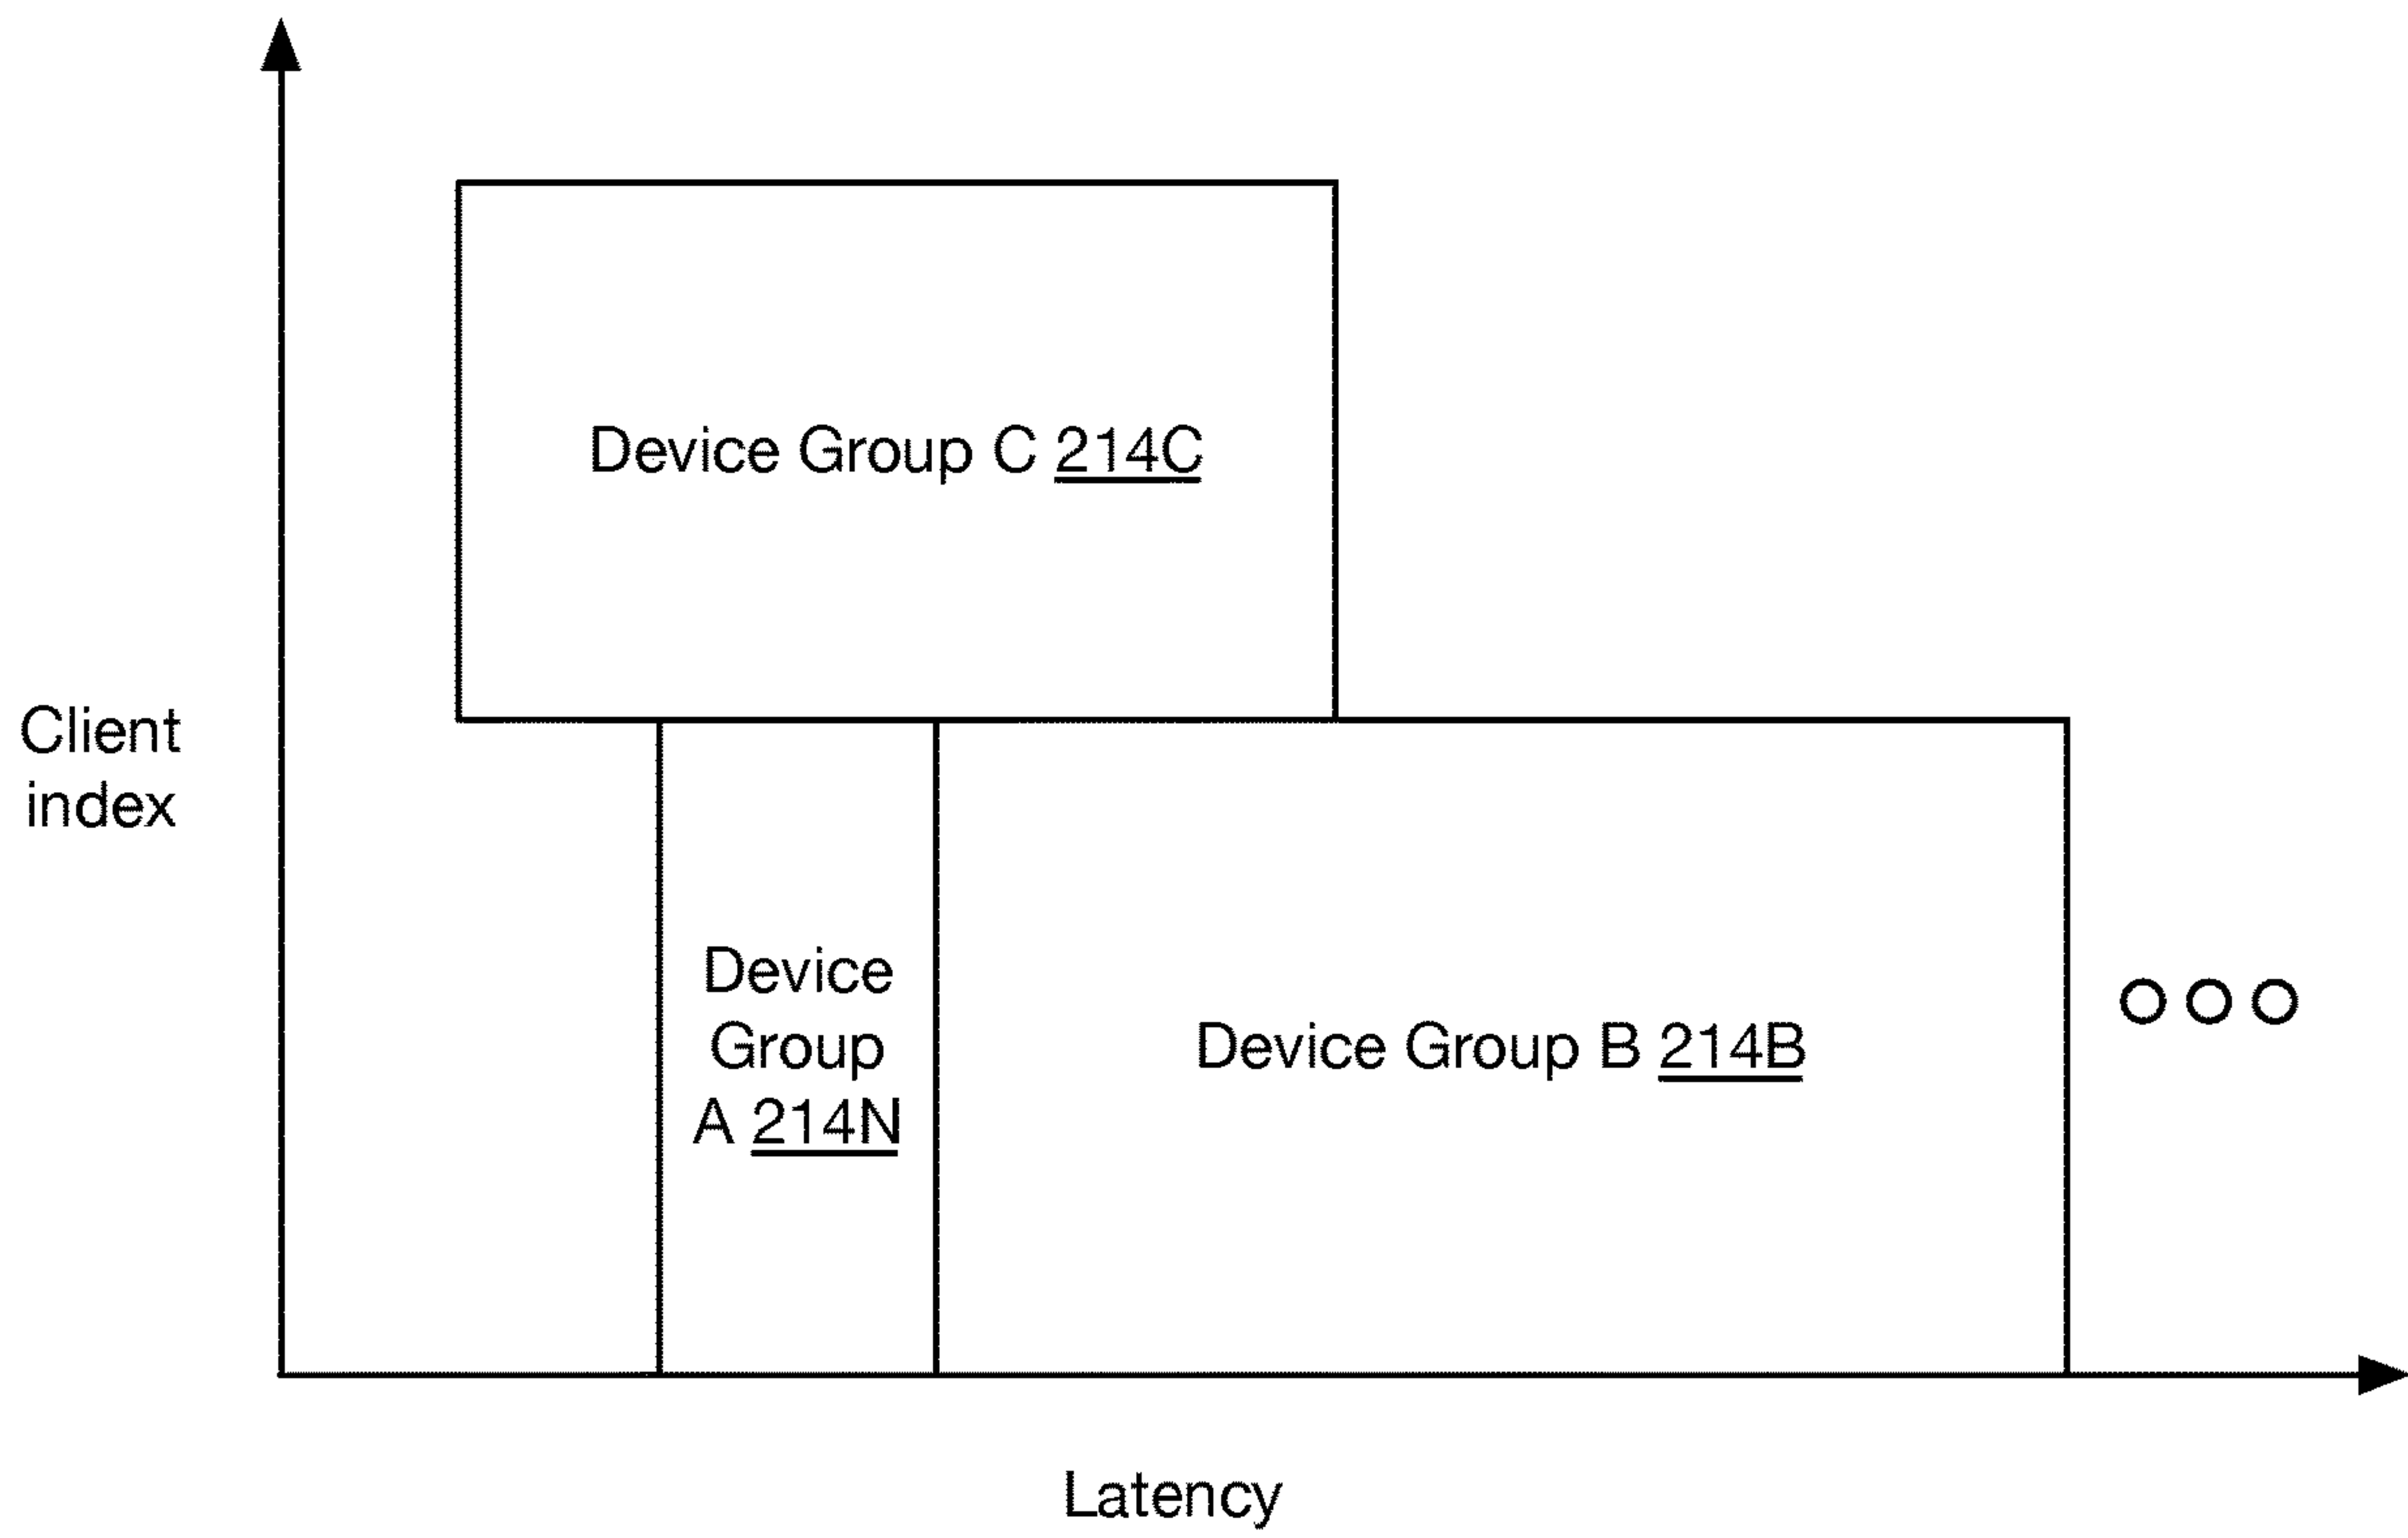 Device Group C 214C
Client
index
Device
Group
A 214N
Device Group B 214B
Latency